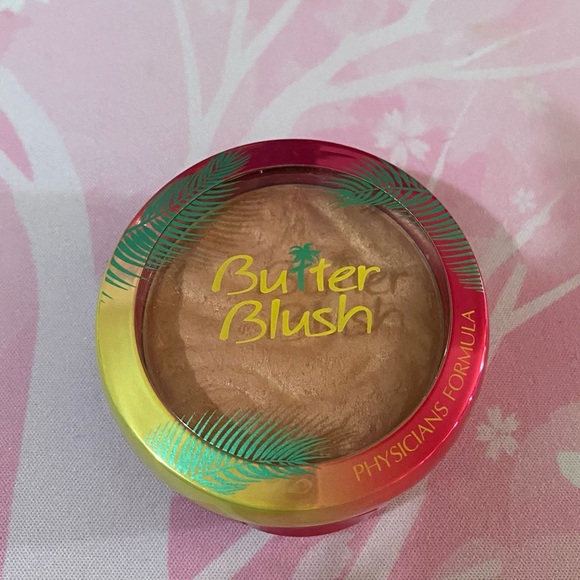 Butter
Blush
PHYSICIANS FORMULA